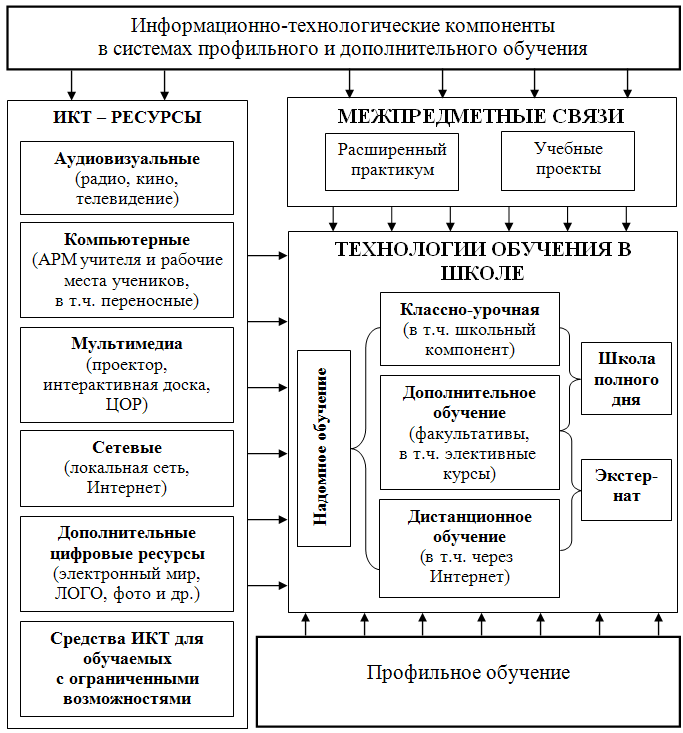 Информационно-технологические компоненты
в системах профильного и дополнительного обучения
ИКТ – РЕСУРСЫ
Аудиовизуальные
(радио, кино,
телевидение)
Компьютерные
(АРМ учителя и рабочие
места учеников,
в т.ч. переносные)
Мультимедиа
(проектор,
интерактивная доска,
ЦОР)
Сетевые
(локальная сеть,
Интернет)
Дополнительные
цифровые ресурсы
(электронный мир,
ЛОГО, фото и др.)
Средства ИКТ для
обучаемых
с ограниченными
возможностями
МЕЖПРЕДМЕТНЫЕ СВЯЗИ
Расширенный
практикум
Учебные
проекты
ТЕХНОЛОГИИ ОБУЧЕНИЯ В
ШКОЛЕ
Надомное обучение
Классно-урочная
(в т.ч. школьный
компонент)
Дополнительное
обучение
(факультативы,
в т.ч. элективные
курсы)
Дистанционное
обучение
(в т.ч. через
Интернет)
Школа
полного
дня
Экстер-
нат
Профильное обучение